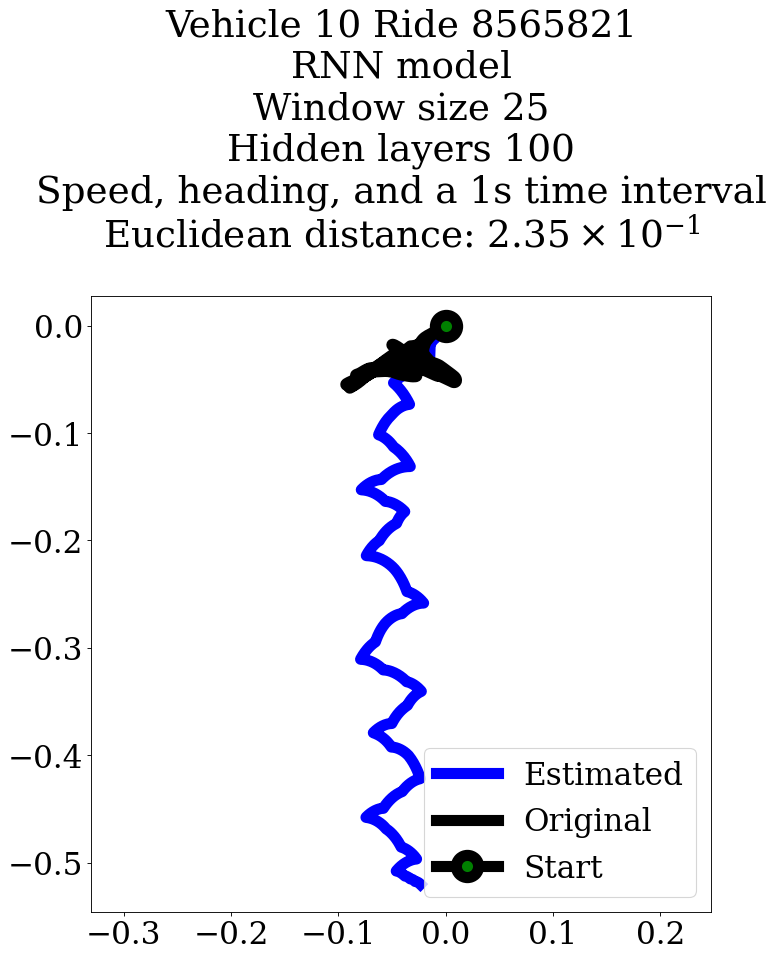 Vehicle 10 Ride 8565821
RNN model
Window size 25
Hidden layers 100
Speed, heading, and a 1s time interval
Euclidean distance: 2.35 × 10⁻¹
0.0
−0.1
−0.2
−0.3
−0.4
−0.5
Estimated
Original
Start
−0.3 −0.2 −0.1 0.0 0.1 0.2